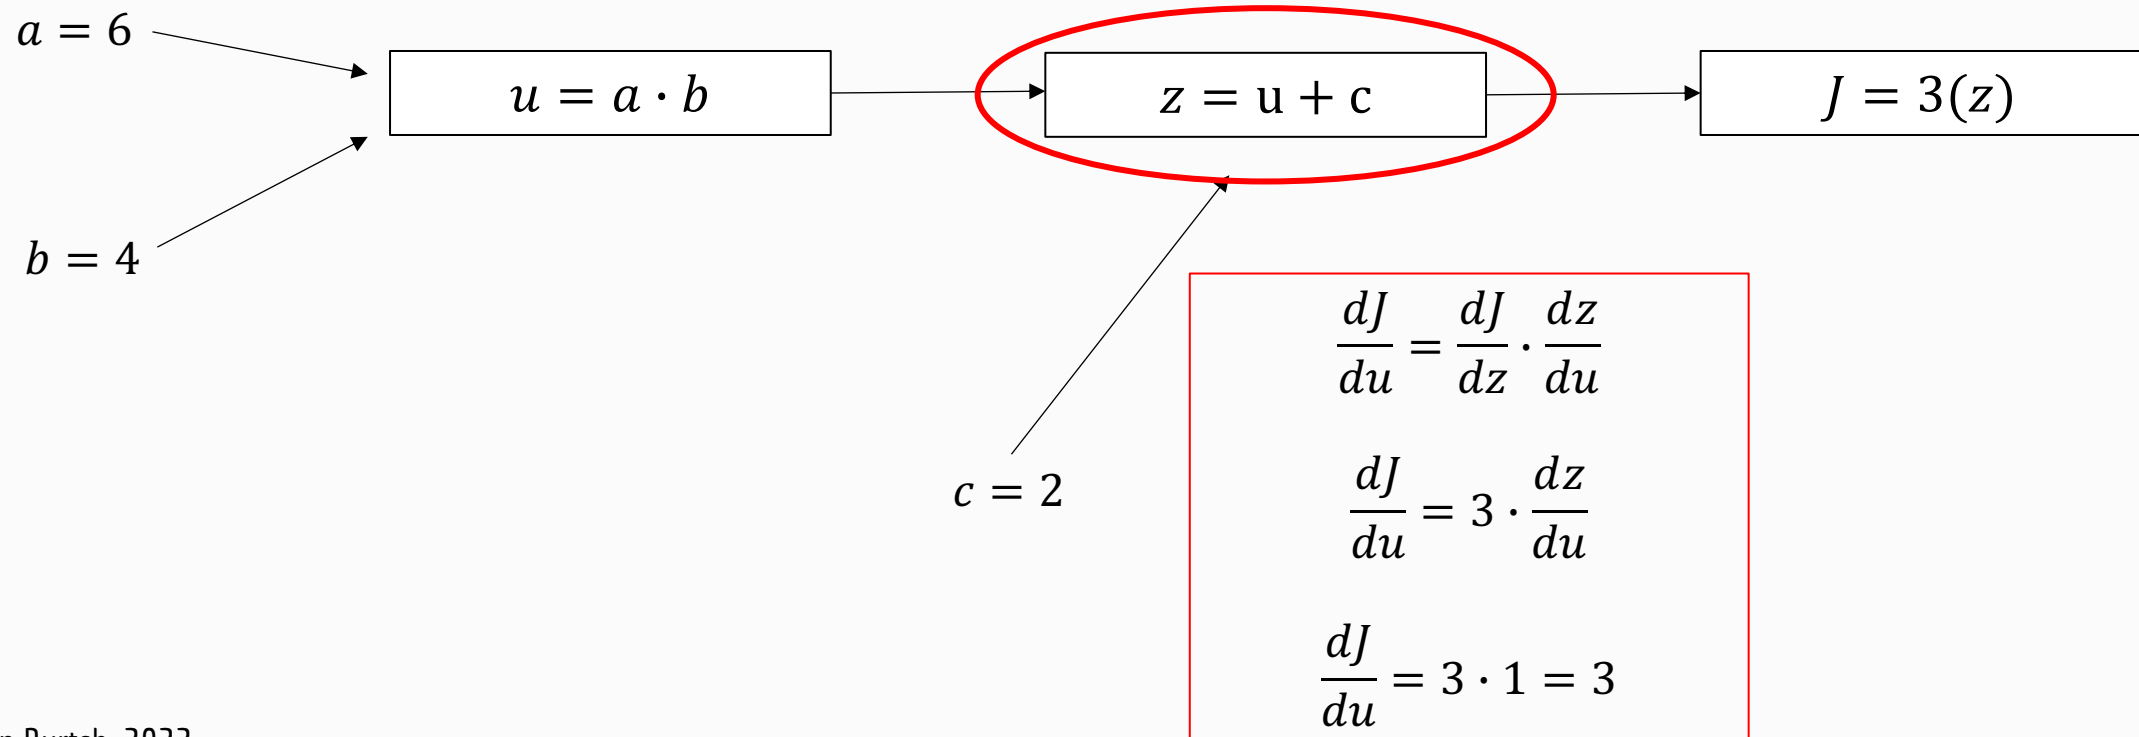 a = 6
u = a · b
z = u + c
J = 3(z)
b = 4
c = 2
dJ/du = dJ/dz · dz/du
dJ/du = 3 · dz/du
dJ/du = 3 · 1 = 3